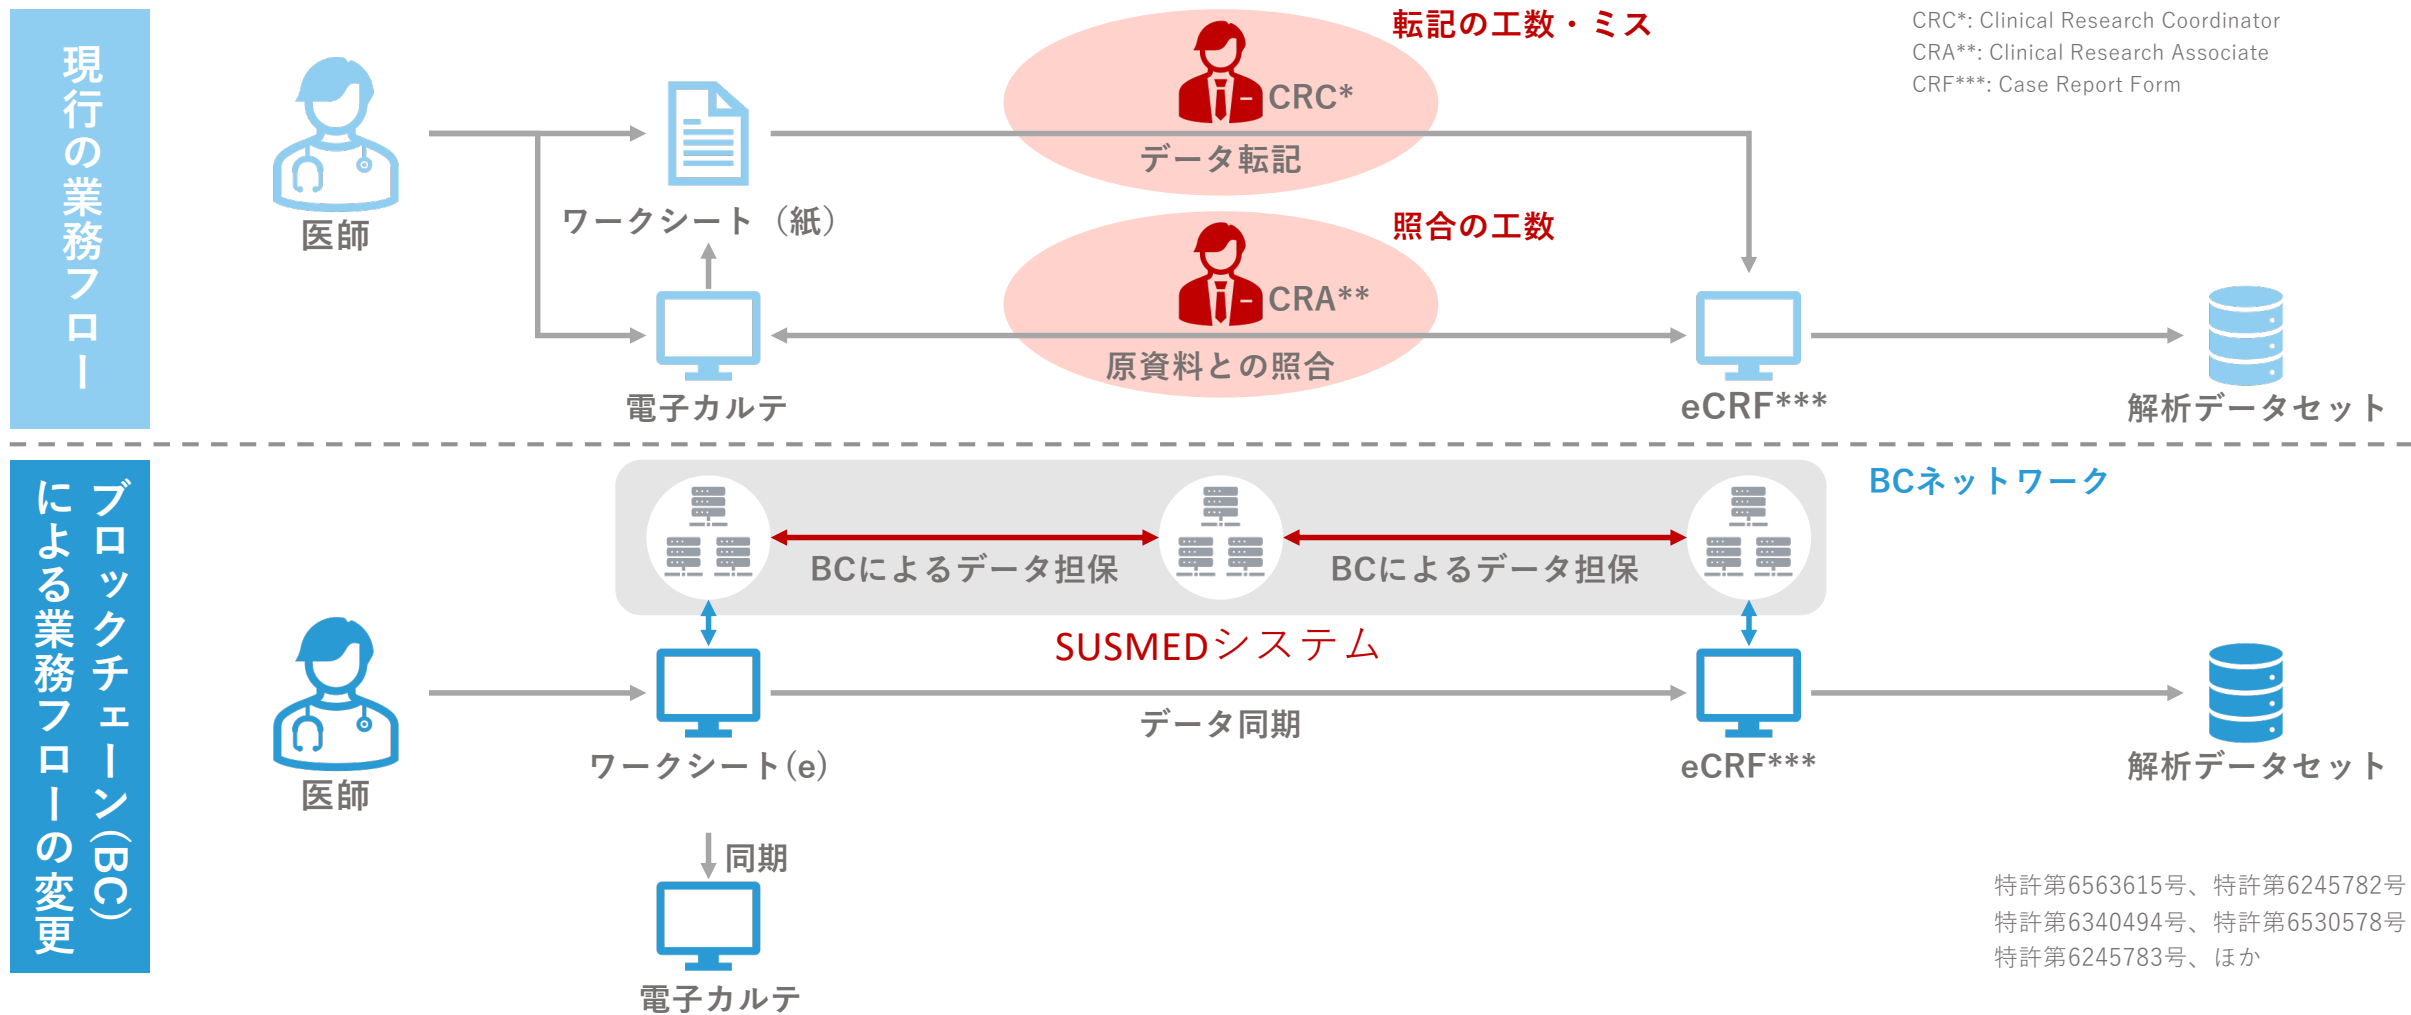 現行の業務フロー
転記の工数・ミス
CRC*: Clinical Research Coordinator
CRA**: Clinical Research Associate
CRF***: Case Report Form
CRC*
データ転記
医師
ワークシート（紙）
照合の工数
CRA**
原資料との照合
電子カルテ
eCRF***
解析データセット
ブロックチェーン(BC)
による業務フローの変更
BCネットワーク
BCによるデータ担保
BCによるデータ担保
SUSMEDシステム
データ同期
医師
ワークシート(e)
eCRF***
解析データセット
同期
電子カルテ
特許第6563615号、特許第6245782号
特許第6340494号、特許第6530578号
特許第6245783号、ほか